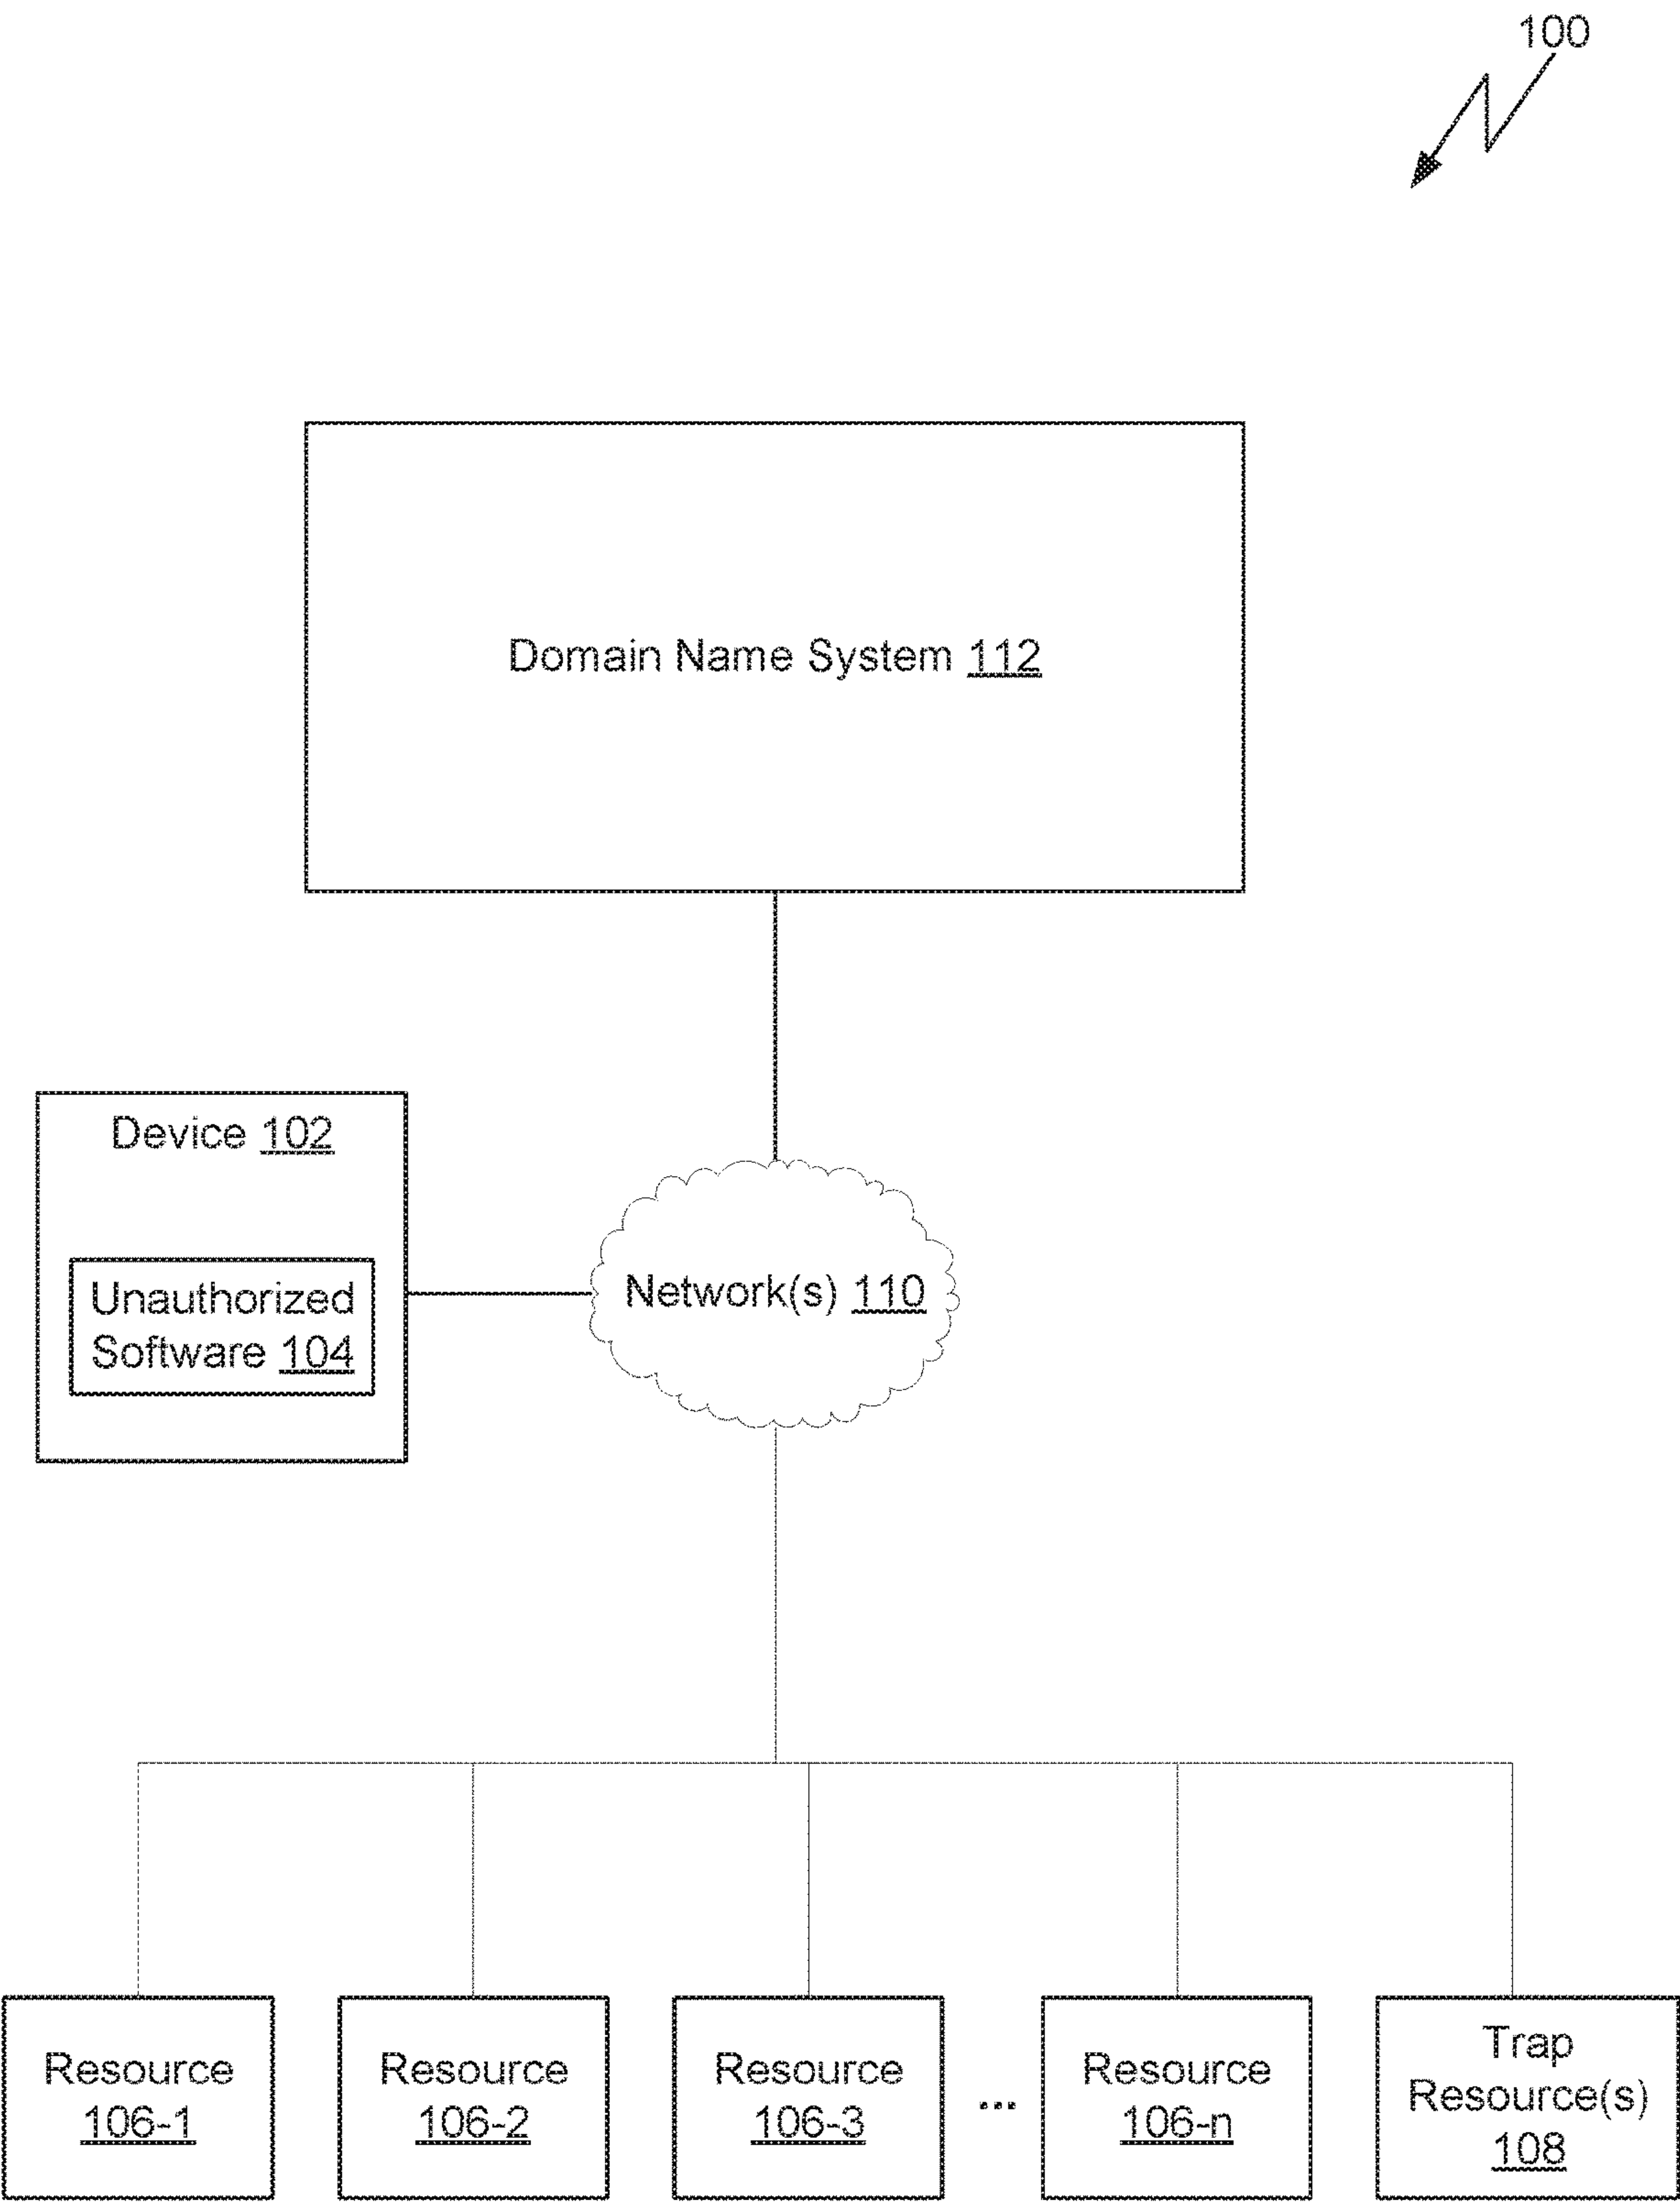 100
Domain Name System 112
Device 102
Unauthorized
Software 104
Network(s) 110
Resource
106-1
Resource
106-2
Resource
106-3
...
Resource
106-n
Trap
Resource(s)
108